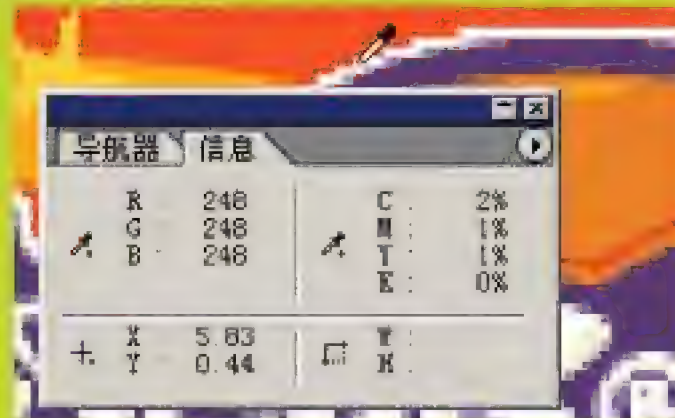 导航器 信息
R : 248
G : 248
B : 248
C : 2%
M : 1%
Y : 1%
K : 0%
X : 5.83
Y : 0.44
W :
H :